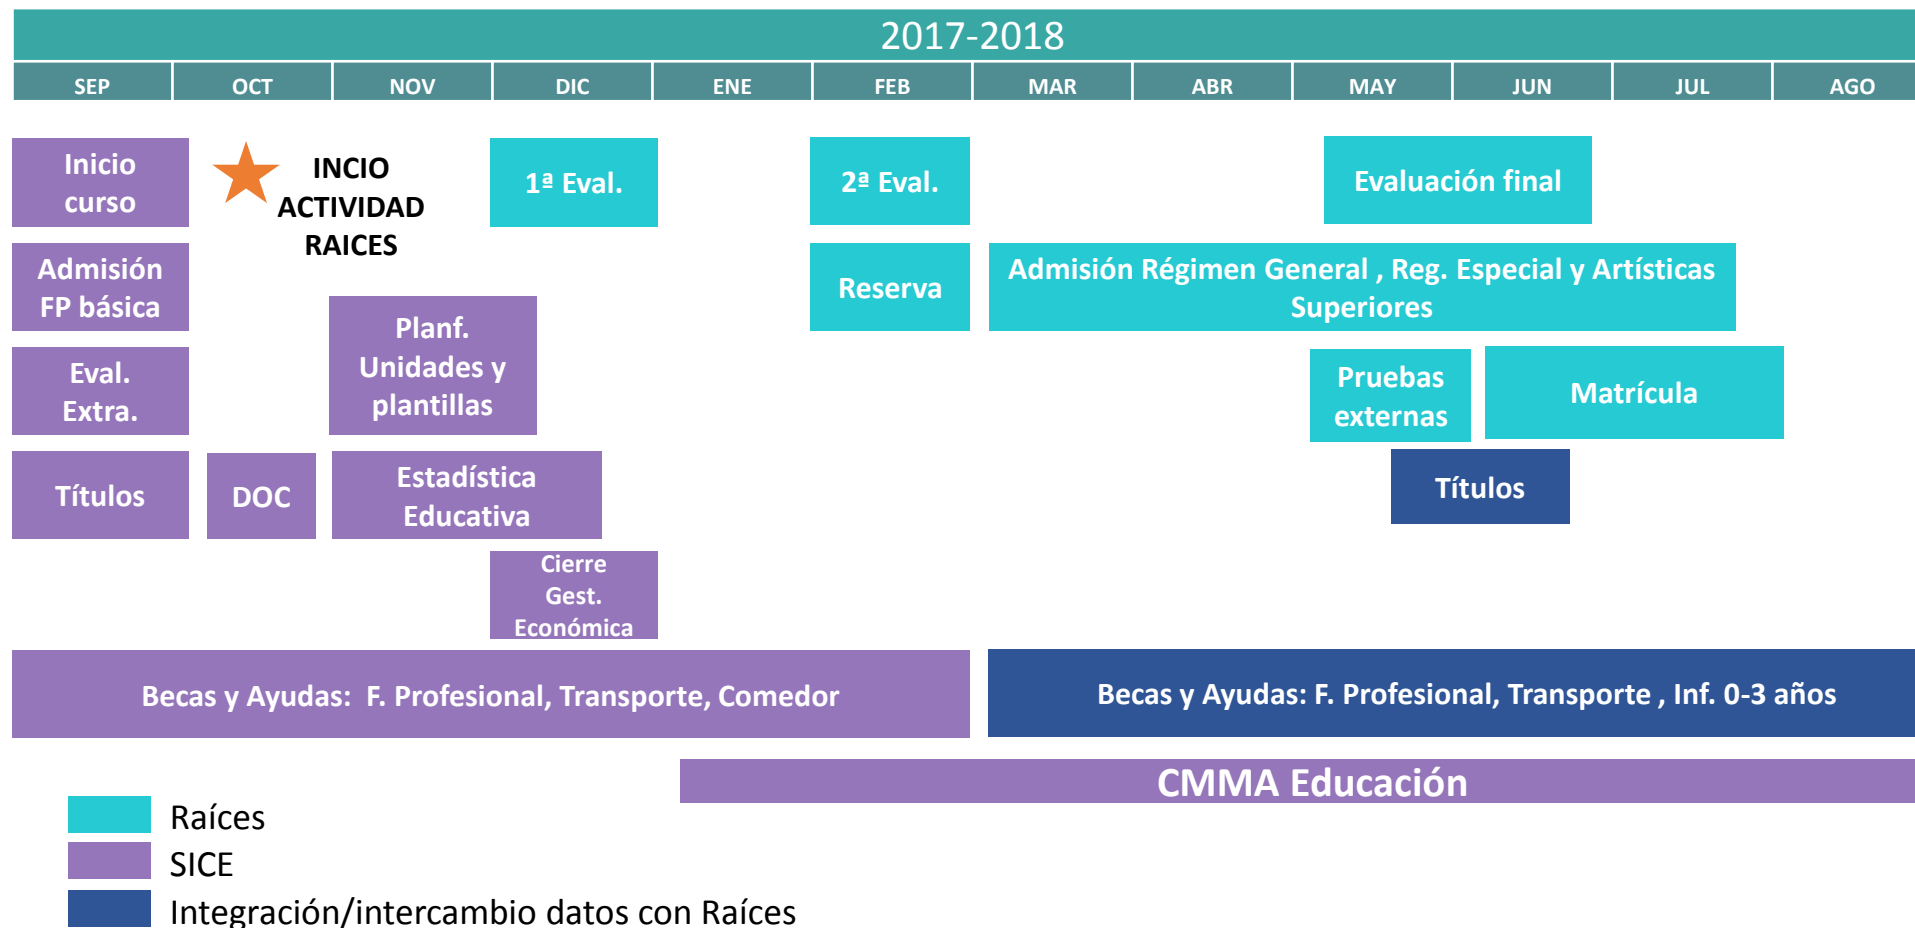 2017-2018
SEP OCT NOV DIC ENE FEB MAR ABR MAY JUN JUL AGO
Inicio
curso
INCIO
ACTIVIDAD
RAICES
1ª Eval.
2ª Eval.
Evaluación final
Admisión
FP básica
Reserva
Admisión Régimen General , Reg. Especial y Artísticas
Superiores
Planf.
Unidades y
plantillas
Eval.
Extra.
Pruebas
externas
Matrícula
Títulos
DOC
Estadística
Educativa
Títulos
Cierre
Gest.
Económica
Becas y Ayudas: F. Profesional, Transporte, Comedor
Becas y Ayudas: F. Profesional, Transporte , Inf. 0-3 años
CMMA Educación
Raíces
SICE
Integración/intercambio datos con Raíces